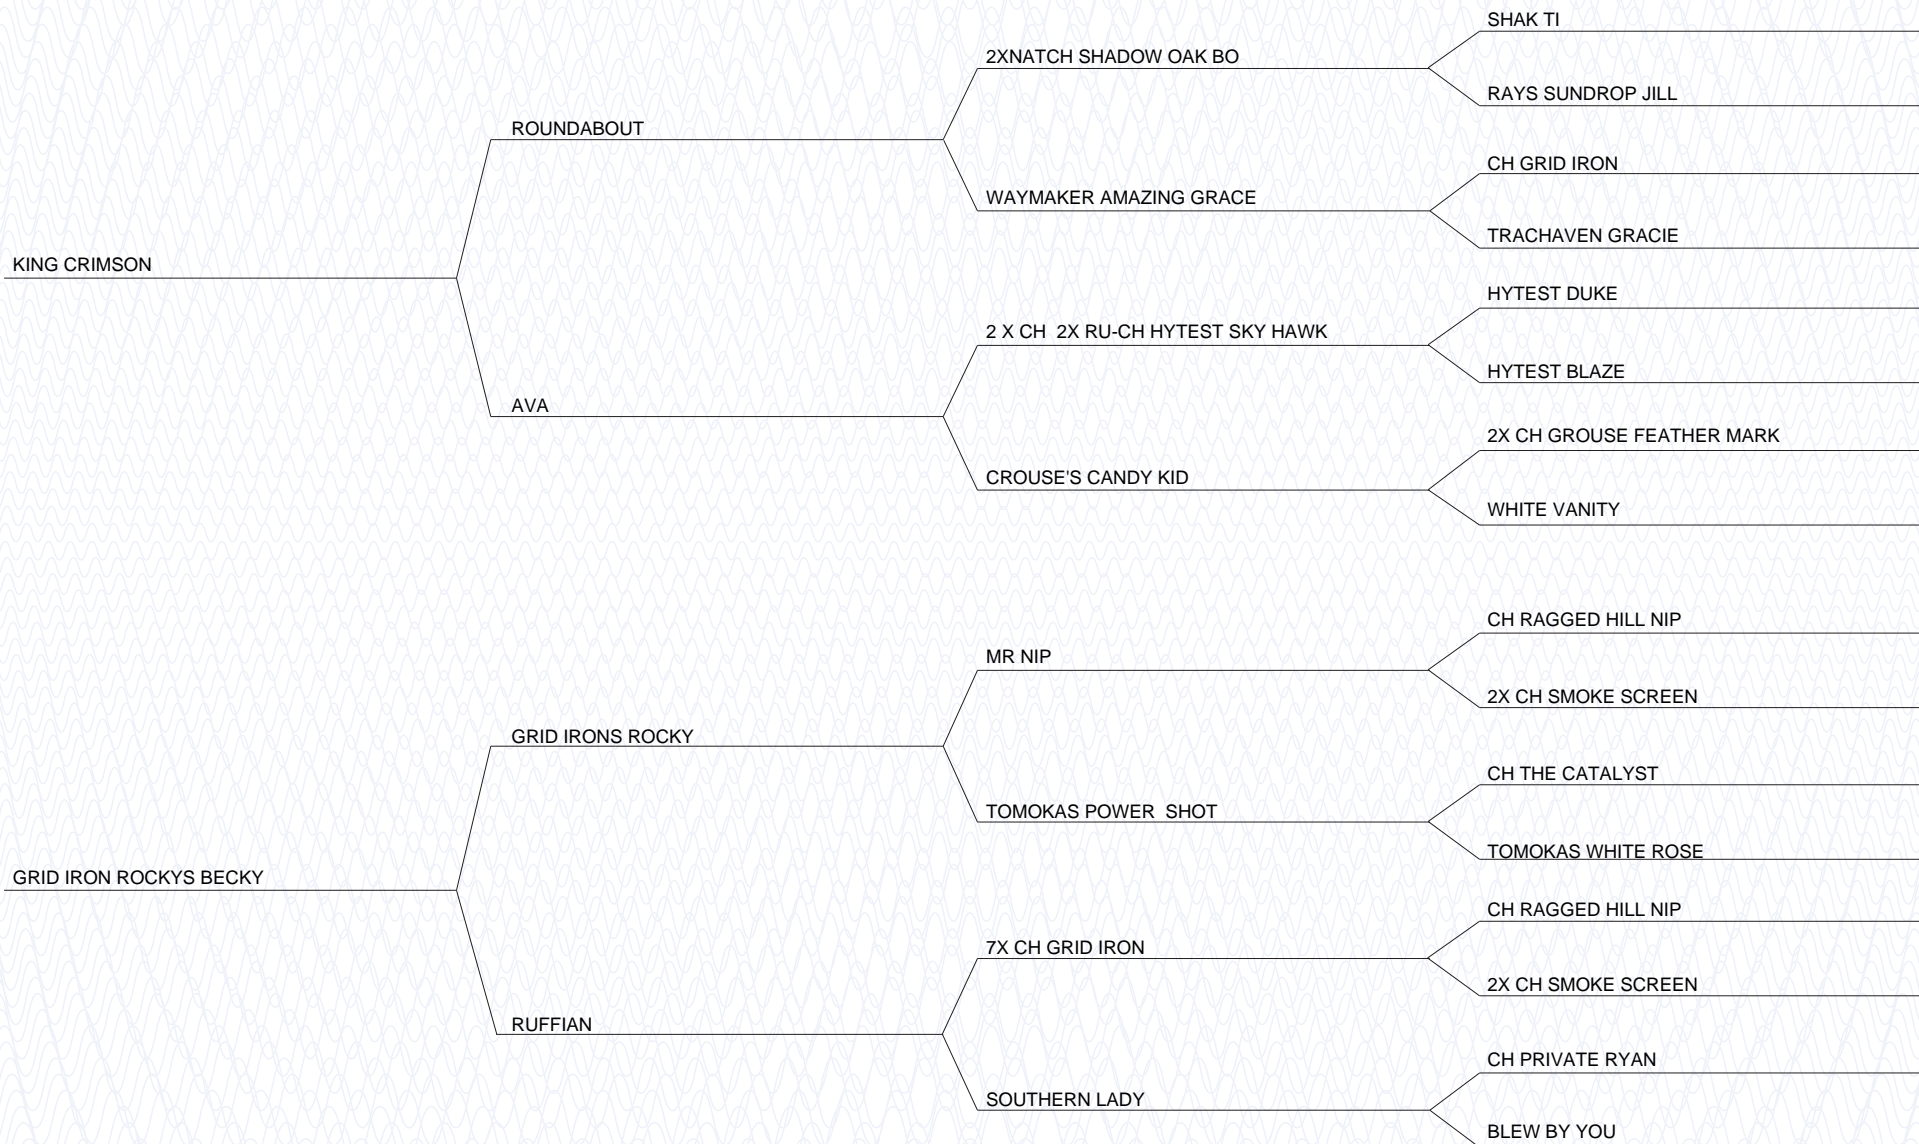 SHAK TI
2XNATCH SHADOW OAK BO
RAYS SUNDROP JILL
ROUNDABOUT
CH GRID IRON
WAYMAKER AMAZING GRACE
TRACHAVEN GRACIE
KING CRIMSON
HYTEST DUKE
2 X CH  2X RU-CH HYTEST SKY HAWK
HYTEST BLAZE
AVA
2X CH GROUSE FEATHER MARK
CROUSE'S CANDY KID
WHITE VANITY
CH RAGGED HILL NIP
MR NIP
2X CH SMOKE SCREEN
GRID IRONS ROCKY
CH THE CATALYST
TOMOKAS POWER  SHOT
TOMOKAS WHITE ROSE
GRID IRON ROCKYS BECKY
CH RAGGED HILL NIP
7X CH GRID IRON
2X CH SMOKE SCREEN
RUFFIAN
CH PRIVATE RYAN
SOUTHERN LADY
BLEW BY YOU